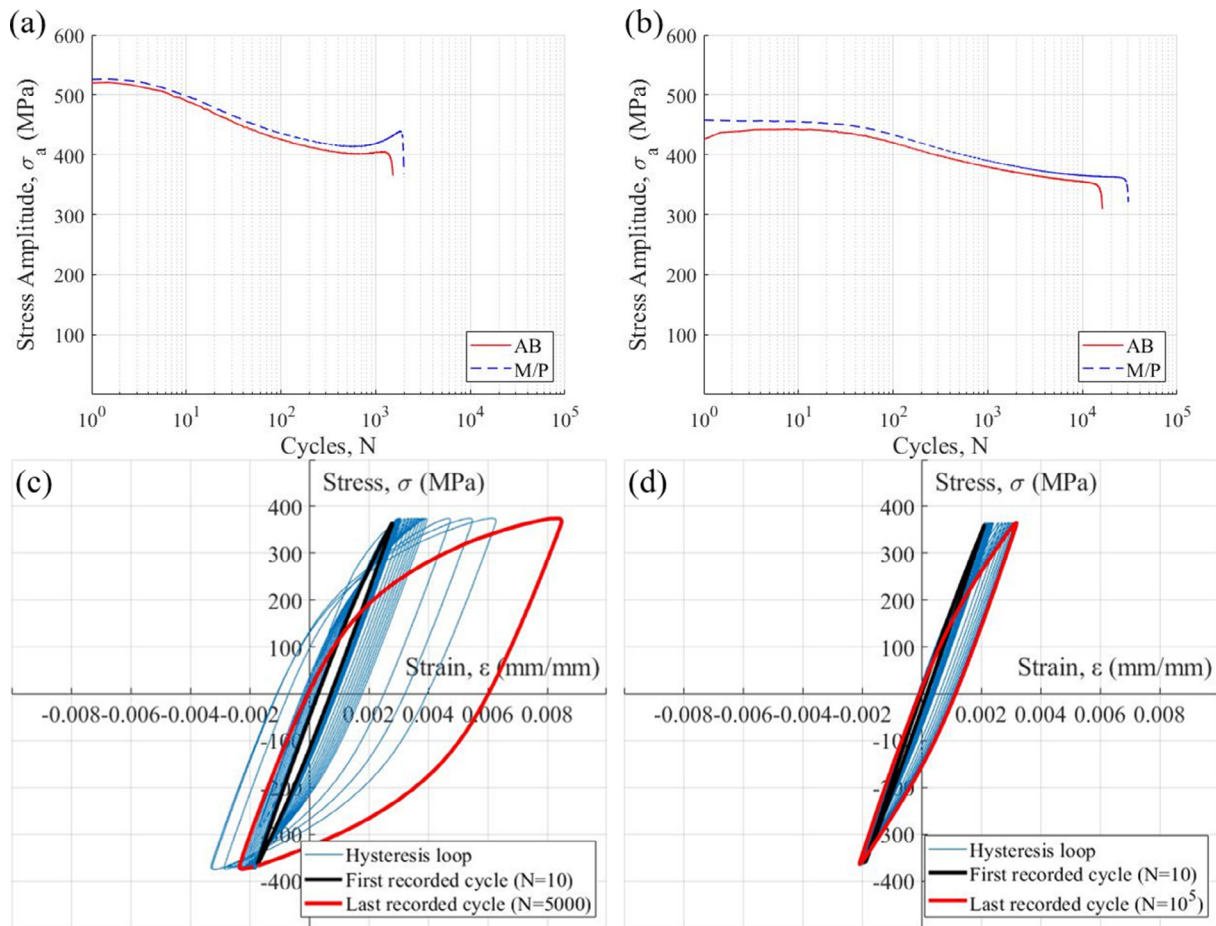 (a)
Stress Amplitude, σa (MPa)
600
500
400
300
200
100
AB
M/P
10^0 10^1 10^2 10^3 10^4 10^5
Cycles, N
(b)
Stress Amplitude, σa (MPa)
600
500
400
300
200
100
AB
M/P
10^0 10^1 10^2 10^3 10^4 10^5
Cycles, N
(c)
Stress, σ (MPa)
400
300
200
100
Strain, ε (mm/mm)
-0.008 -0.006 -0.004 -0.002 0.002 0.004 0.006 0.008
-100
-200
-300
-400
Hysteresis loop
First recorded cycle (N=10)
Last recorded cycle (N=5000)
(d)
Stress, σ (MPa)
400
300
200
100
Strain, ε (mm/mm)
-0.008 -0.006 -0.004 -0.002 0.002 0.004 0.006 0.008
-100
-200
-300
-400
Hysteresis loop
First recorded cycle (N=10)
Last recorded cycle (N=10^5)